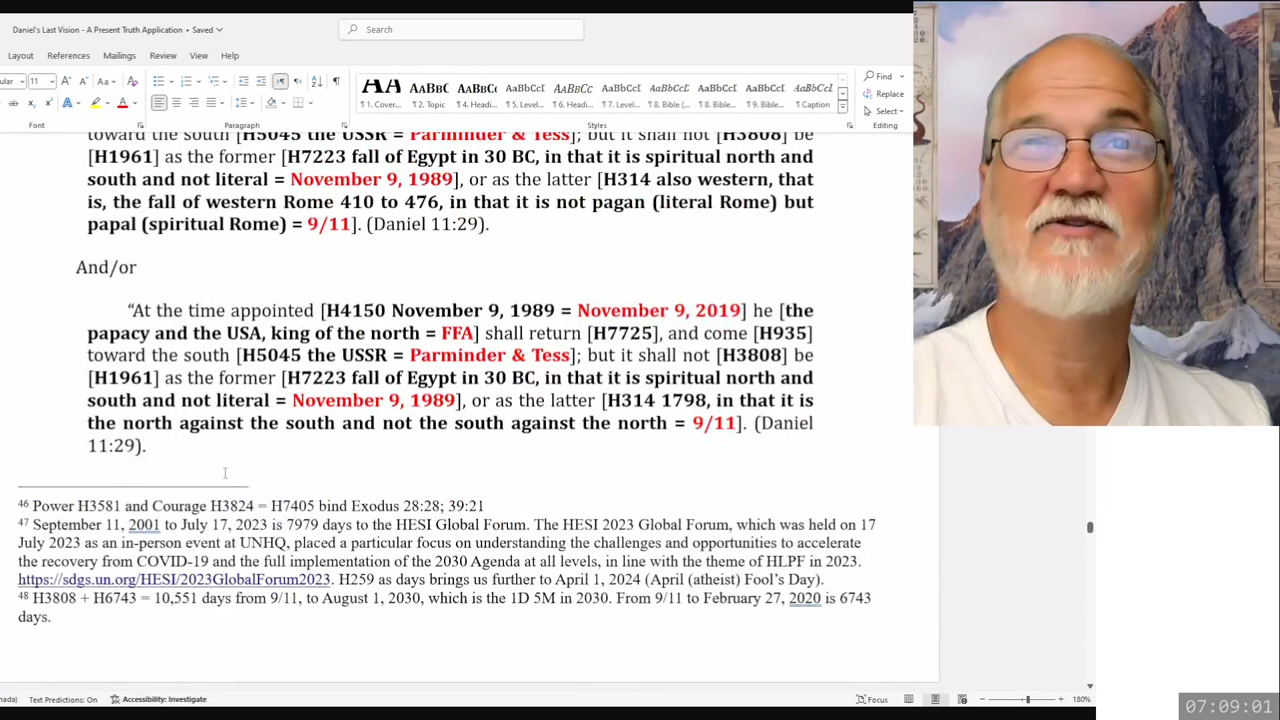 Daniel's Last Vision - A Present Truth Application • Saved
Search
Layout References Mailings Review View Help
11
Aa
Find
Replace
Select
AA AaBbC AaBbCc AaBbCcI AaBbCc AaBbCcI AaBbCcI AaBbCcI AaBbCcI AaBbCcI
¶ 1. Cover... ¶ 2. Topic ¶ 4. Headi... ¶ 5. Level... ¶ 6. Headi... ¶ 7. Level... ¶ 8. Bible (... ¶ 8. Bible... ¶ 9. Bible... ¶ Caption
Font Paragraph Styles Editing
toward the south [H5045 the USSR = Parminder & Tess]; but it shall not [H3808] be
[H1961] as the former [H7223 fall of Egypt in 30 BC, in that it is spiritual north and
south and not literal = November 9, 1989], or as the latter [H314 also western, that
is, the fall of western Rome 410 to 476, in that it is not pagan (literal Rome) but
papal (spiritual Rome) = 9/11]. (Daniel 11:29).
And/or
“At the time appointed [H4150 November 9, 1989 = November 9, 2019] he [the
papacy and the USA, king of the north = FFA] shall return [H7725], and come [H935]
toward the south [H5045 the USSR = Parminder & Tess]; but it shall not [H3808] be
[H1961] as the former [H7223 fall of Egypt in 30 BC, in that it is spiritual north and
south and not literal = November 9, 1989], or as the latter [H314 1798, in that it is
the north against the south and not the south against the north = 9/11]. (Daniel
11:29).
46 Power H3581 and Courage H3824 = H7405 bind Exodus 28:28; 39:21
47 September 11, 2001 to July 17, 2023 is 7979 days to the HESI Global Forum. The HESI 2023 Global Forum, which was held on 17
July 2023 as an in-person event at UNHQ, placed a particular focus on understanding the challenges and opportunities to accelerate
the recovery from COVID-19 and the full implementation of the 2030 Agenda at all levels, in line with the theme of HLPF in 2023.
https://sdgs.un.org/HESI/2023GlobalForum2023. H259 as days brings us further to April 1, 2024 (April (atheist) Fool’s Day).
48 H3808 + H6743 = 10,551 days from 9/11, to August 1, 2030, which is the 1D 5M in 2030. From 9/11 to February 27, 2020 is 6743
days.
nada) Text Predictions: On Accessibility: Investigate Focus 180%
07:09:01